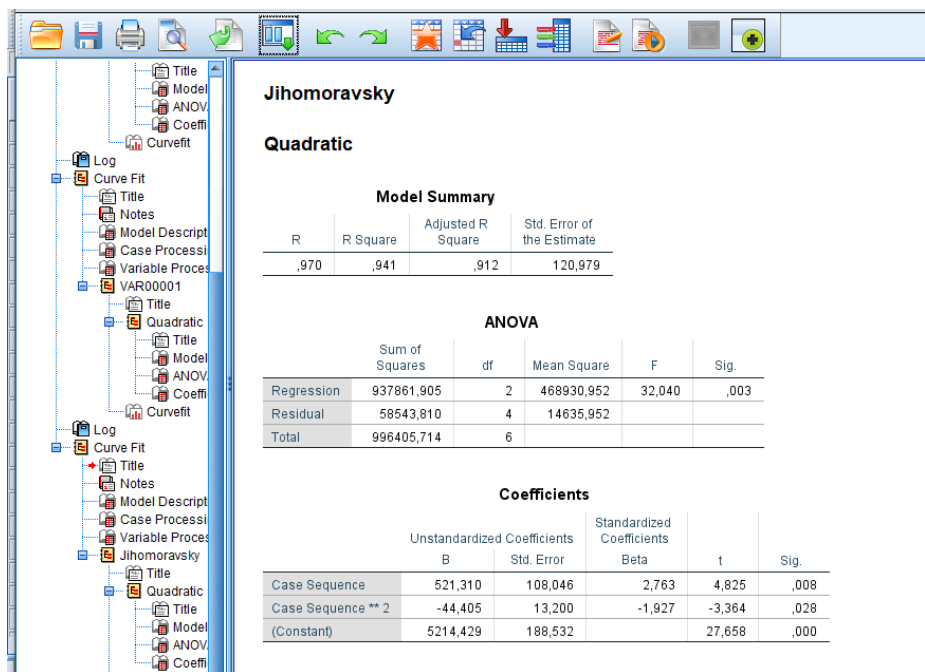 Title
Model
ANOV
Coeffi
Curvefit
Log
Curve Fit
Title
Notes
Model Descript
Case Processi
Variable Proces
VAR00001
Title
Quadratic
Title
Model
ANOV
Coeffi
Curvefit
Log
Curve Fit
Title
Notes
Model Descript
Case Processi
Variable Proces
Jihomoravsky
Title
Quadratic
Title
Model
ANOV
Coeffi
Jihomoravsky
Quadratic
Model Summary
R R Square Adjusted R Square Std. Error of the Estimate
,970 ,941 ,912 120,979
ANOVA
Sum of Squares df Mean Square F Sig.
Regression 937861,905 2 468930,952 32,040 ,003
Residual 58543,810 4 14635,952
Total 996405,714 6
Coefficients
Unstandardized Coefficients Standardized Coefficients
B Std. Error Beta t Sig.
Case Sequence 521,310 108,046 2,763 4,825 ,008
Case Sequence ** 2 -44,405 13,200 -1,927 -3,364 ,028
(Constant) 5214,429 188,532 27,658 ,000